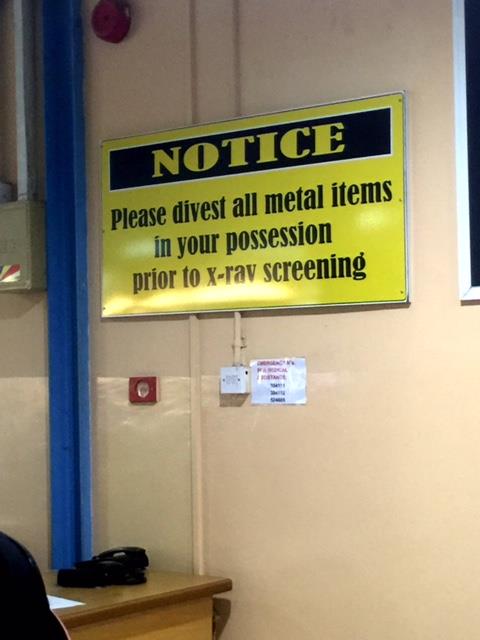 NOTICE
Please divest all metal items
in your possession
prior to x-ray screening